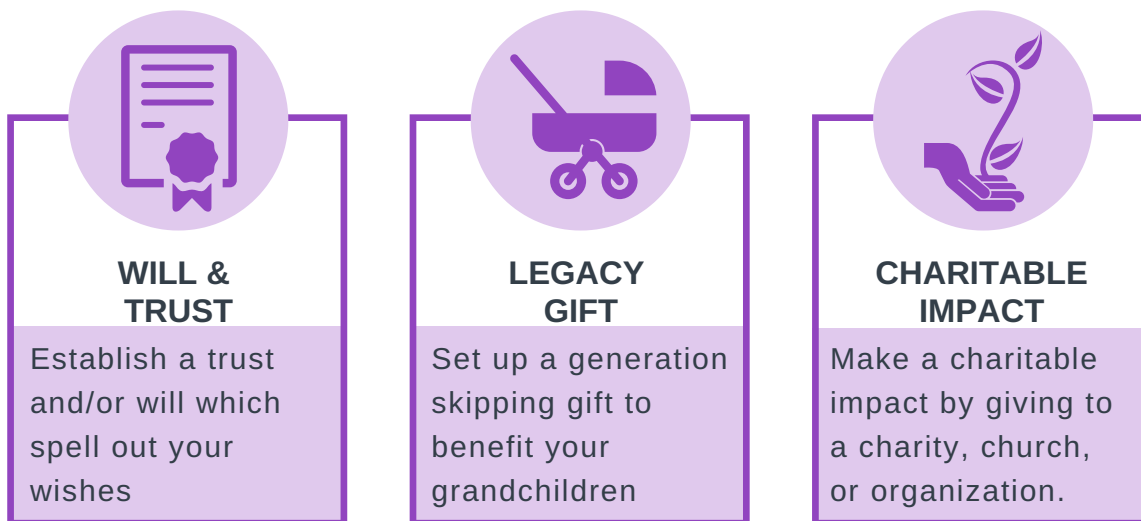 WILL &
TRUST
Establish a trust
and/or will which
spell out your
wishes
LEGACY
GIFT
Set up a generation
skipping gift to
benefit your
grandchildren
CHARITABLE
IMPACT
Make a charitable
impact by giving to
a charity, church,
or organization.